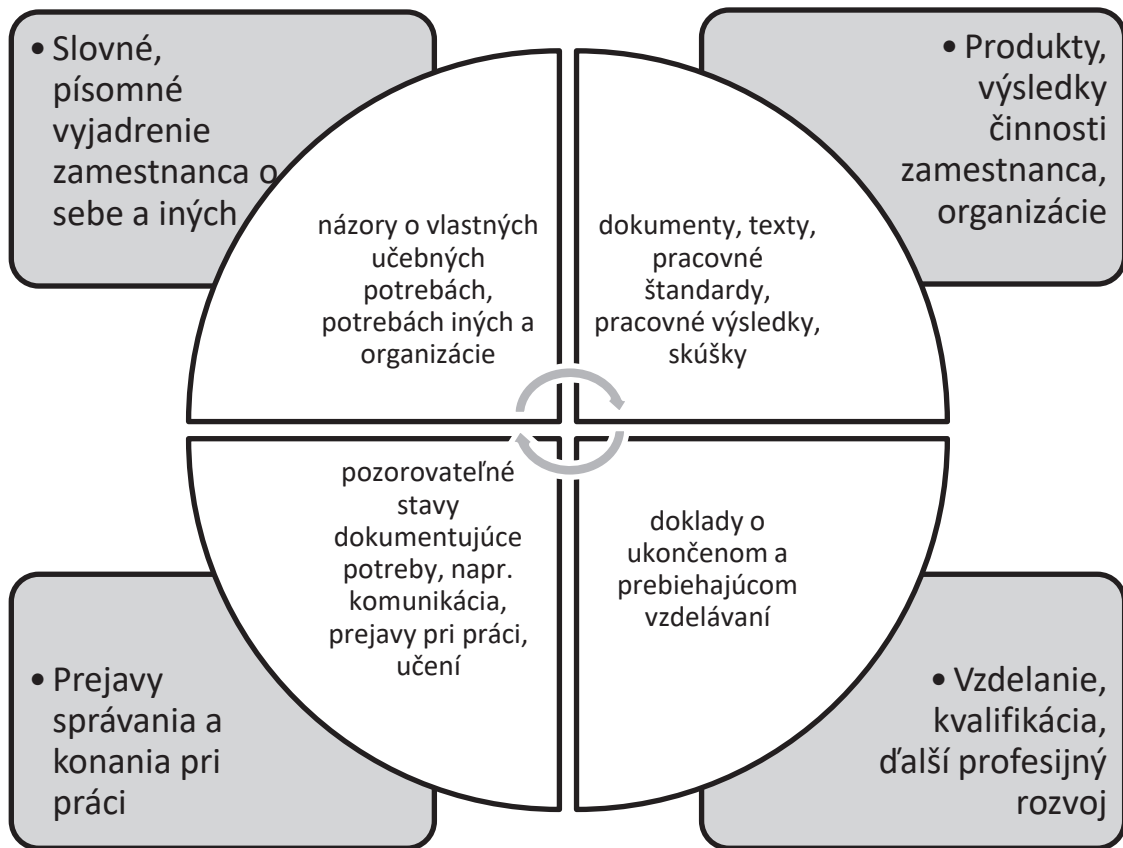 • Slovné,
písomné
vyjadrenie
zamestnanca o
sebe a iných
• Produkty,
výsledky
činnosti
zamestnanca,
organizácie
názory o vlastných
učebných
potrebách,
potrebách iných a
organizácie
dokumenty, texty,
pracovné
štandardy,
pracovné výsledky,
skúšky
pozorovateľné
stavy
dokumentujúce
potreby, napr.
komunikácia,
prejavy pri práci,
učení
doklady o
ukončenom a
prebiehajúcom
vzdelávaní
• Prejavy
správania a
konania pri
práci
• Vzdelanie,
kvalifikácia,
ďalší profesijný
rozvoj